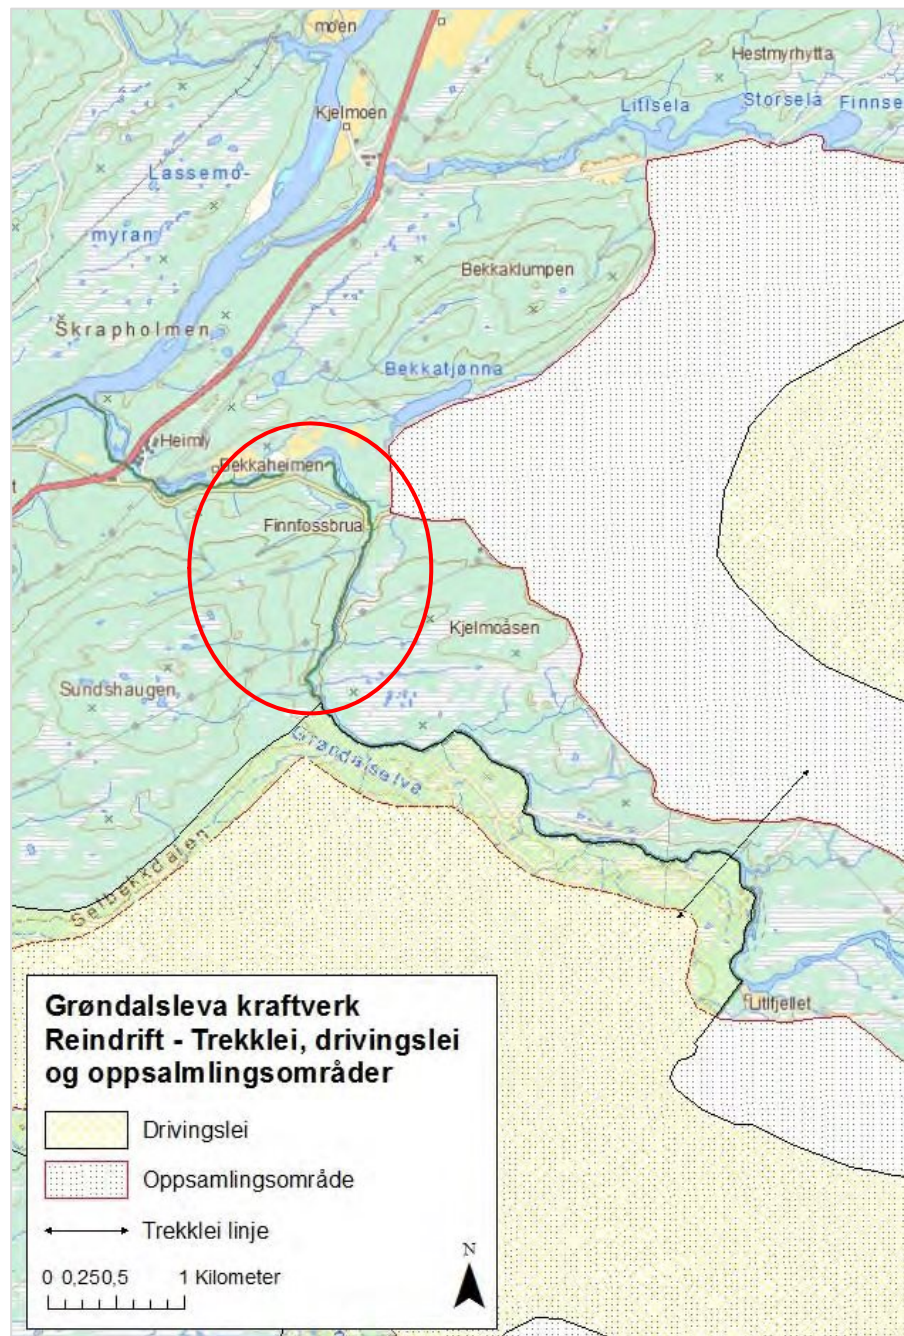 moen
Hestmyrhytta
Kjelmoen
Litlsela
Storsela
Finnse
Lassemo-
myran
Bekkaklumpen
Skrapholmen
Bekkatjønna
Heimly
Bekkaheimen
t
Finnfossbrua
Kjelmoåsen
Sundshaugen
Grøndalselva
Selbekkdalen
Litlfjellet
Grøndalsleva kraftverk
Reindrift - Trekklei, drivingslei
og oppsalmlingsområder
Drivingslei
Oppsamlingsområde
Trekklei linje
N
0 0,250,5 1 Kilometer